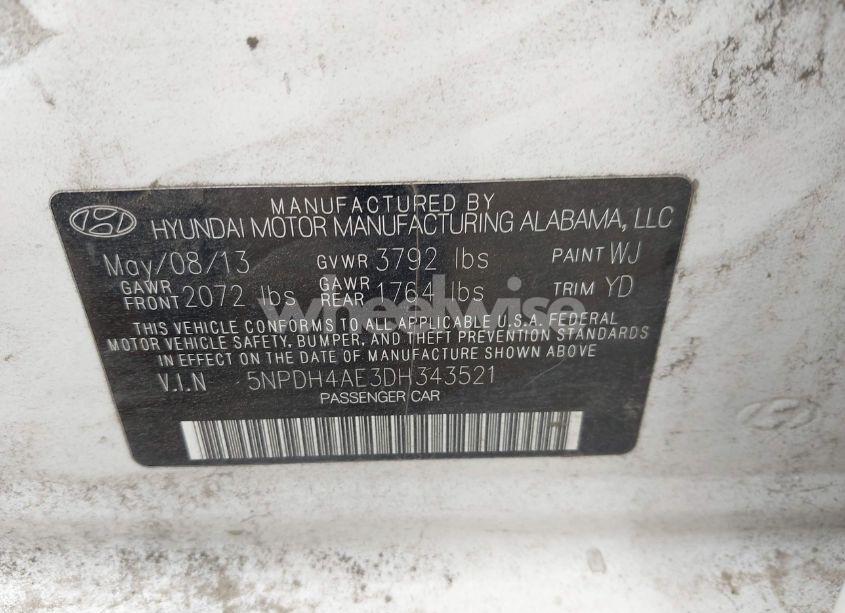 MANUFACTURED BY
HYUNDAI MOTOR MANUFACTURING ALABAMA, LLC
May/08/13 GVWR 3792 lbs PAINT WJ
GAWR FRONT 2072 lbs GAWR REAR 1764 lbs TRIM YD
wheelwise
THIS VEHICLE CONFORMS TO ALL APPLICABLE U.S.A. FEDERAL
MOTOR VEHICLE SAFETY, BUMPER, AND THEFT PREVENTION STANDARDS
IN EFFECT ON THE DATE OF MANUFACTURE SHOWN ABOVE.
V.I.N 5NPDH4AE3DH343521
PASSENGER CAR